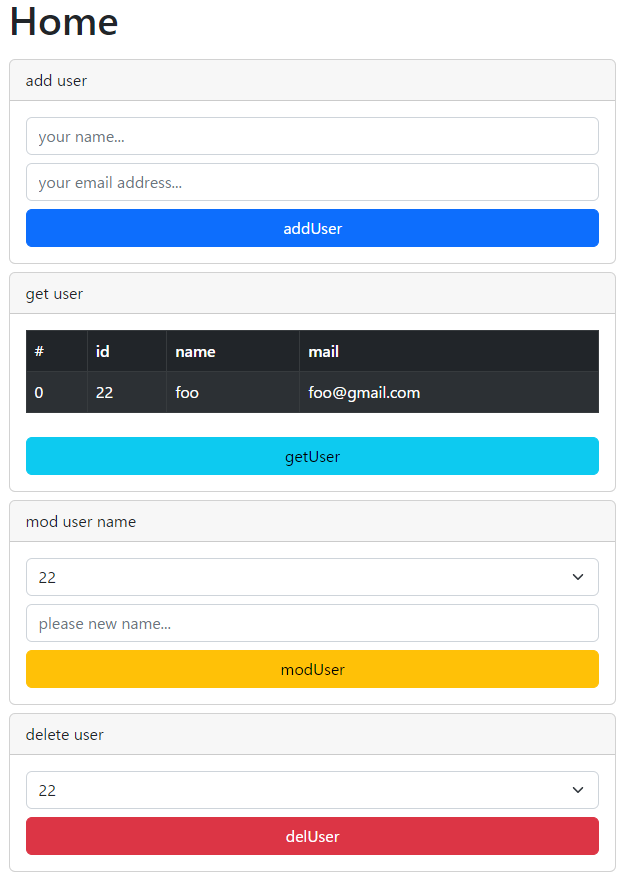 Home
add user
your name...
your email address...
addUser
get user
# id name mail
0 22 foo foo@gmail.com
getUser
mod user name
22
please new name...
modUser
delete user
22
delUser